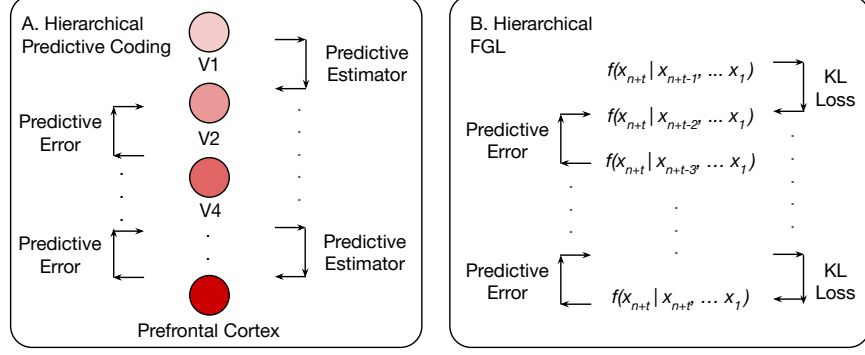 A. Hierarchical
Predictive Coding
V1
Predictive
Estimator
Predictive
Error
V2
V4
Predictive
Error
Predictive
Estimator
Prefrontal Cortex
B. Hierarchical
FGL
f(x_{n+t} | x_{n+t-1}, ... x_1)
KL
Loss
f(x_{n+t} | x_{n+t-2}, ... x_1)
Predictive
Error
f(x_{n+t} | x_{n+t-3}, ... x_1)
Predictive
Error
KL
Loss
f(x_{n+t} | x_{n+t}, ... x_1)